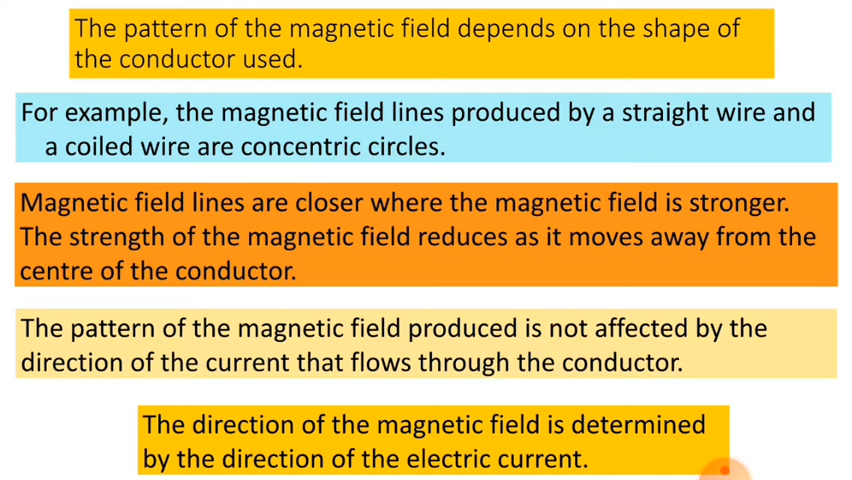 The pattern of the magnetic field depends on the shape of
the conductor used.
For example, the magnetic field lines produced by a straight wire and
a coiled wire are concentric circles.
Magnetic field lines are closer where the magnetic field is stronger.
The strength of the magnetic field reduces as it moves away from the
centre of the conductor.
The pattern of the magnetic field produced is not affected by the
direction of the current that flows through the conductor.
The direction of the magnetic field is determined
by the direction of the electric current.